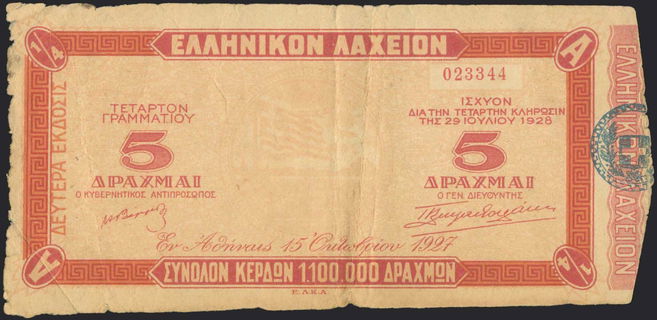 ΕΛΛΗΝΙΚΟΝ ΛΑΧΕΙΟΝ
1/4
Α
023344
ΤΕΤΑΡΤΟΝ
ΓΡΑΜΜΑΤΙΟΥ
5
ΔΡΑΧΜΑΙ
Ο ΚΥΒΕΡΝΗΤΙΚΟΣ ΑΝΤΙΠΡΟΣΩΠΟΣ
ΙΣΧΥΟΝ
ΔΙΑ ΤΗΝ ΤΕΤΑΡΤΗΝ ΚΛΗΡΩΣΙΝ
ΤΗΣ 29 ΙΟΥΛΙΟΥ 1928
5
ΔΡΑΧΜΑΙ
Ο ΓΕΝ. ΔΙΕΥΘΥΝΤΗΣ
Εν Αθήναις 15 Οκτωβρίου 1927
Α
ΣΥΝΟΛΟΝ ΚΕΡΔΩΝ 1.100.000 ΔΡΑΧΜΩΝ
1/4
Ε.Λ.Κ.Α.
ΔΕΥΤΕΡΑ ΕΚΔΟΣΙΣ
ΕΛΛΗΝΙΚΟΝ ΛΑΧΕΙΟΝ